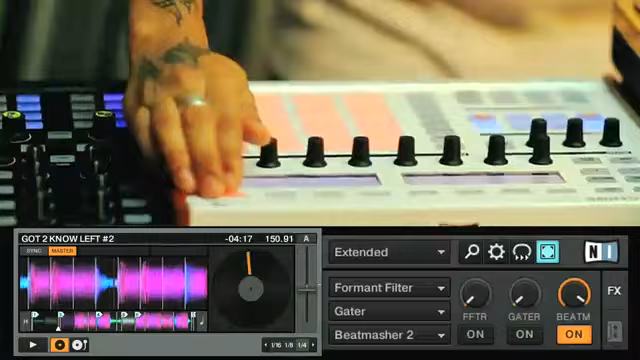 GOT 2 KNOW LEFT #2
-04:17
150.91
A
SYNC
MASTER
1/16 1/8 1/4
Extended
NI
Formant Filter
Gater
Beatmasher 2
FFTR
GATER
BEATM
FX
ON
ON
ON